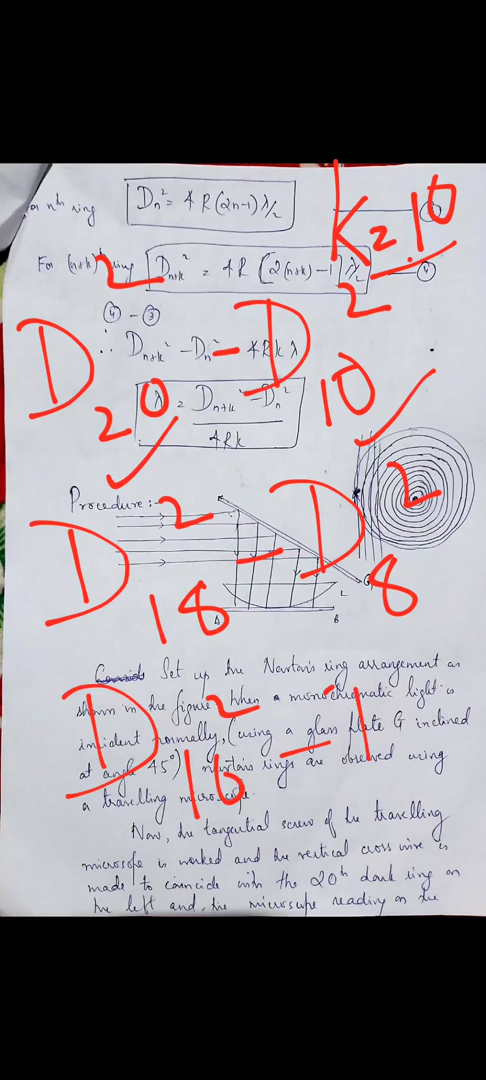 nth ring Dn² = 4R(2n-1)λ/2
K = 10
For (n+k)th ring Dn+k² = 4R[2(n+k)-1]λ/2 — ④
④ - ③
∴ Dn+k² - Dn² = 4Rkλ
D20² - D10²
λ = Dn+k² - Dn² / 4Rk
Procedure:-
D18² - D8²
L
G
A B
Set up the Newton's ring arrangement as
shown in the figure. When a monochromatic light is
incident normally, (using a glass plate G inclined
at angle 45°) newton's rings are observed using
a travelling microscope.
D16² -
Now, the tangential screw of the travelling
microscope is worked and the vertical cross wire is
made to coincide with the 20th dark ring on
the left and, the microscope reading on the